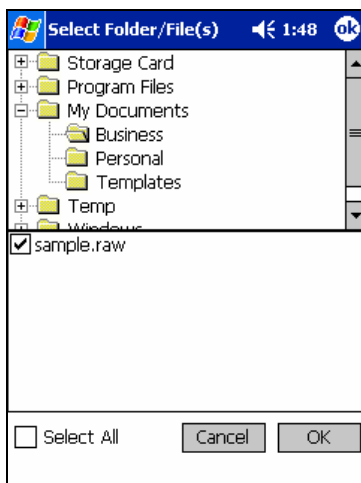 Select Folder/File(s) 1:48 ok
Storage Card
Program Files
My Documents
Business
Personal
Templates
Temp
Windows
sample.raw
Select All Cancel OK